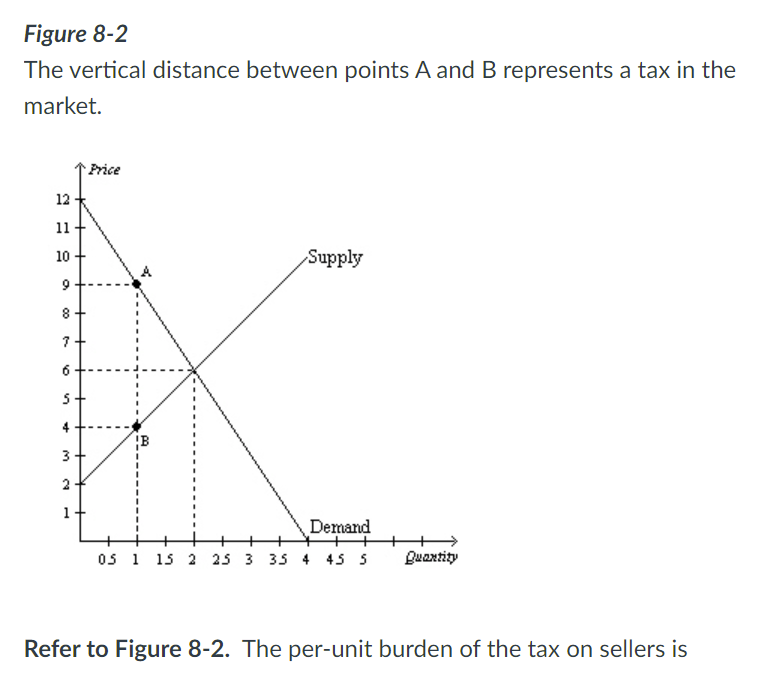 Figure 8-2
The vertical distance between points A and B represents a tax in the
market.
Price
12
11
10
Supply
A
9
8
7
6
5
4
B
3
2
1
Demand
0.5 1 1.5 2 2.5 3 3.5 4 4.5 5 Quantity
Refer to Figure 8-2. The per-unit burden of the tax on sellers is